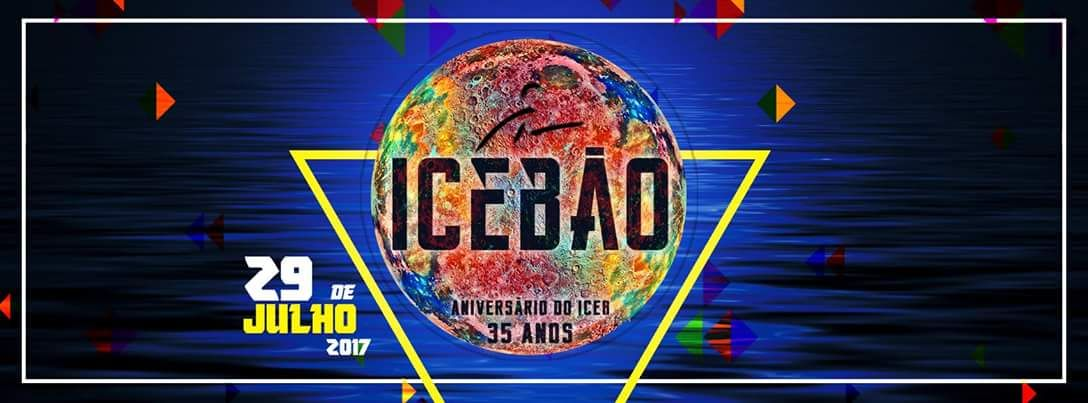 ICEBÃO
ANIVERSÁRIO DO ICEB
35 ANOS
29 DE
JULHO
2017